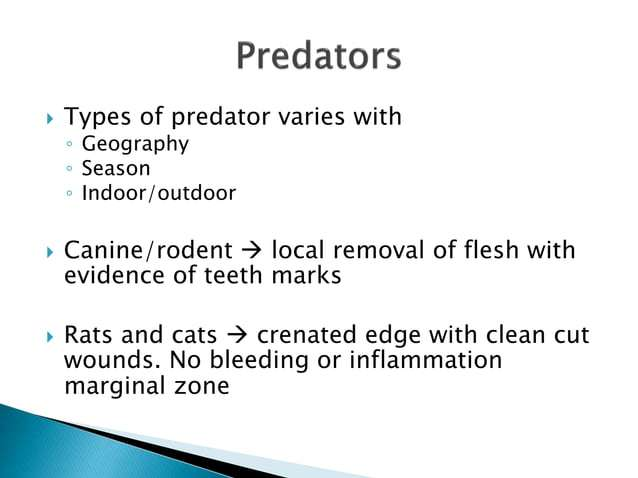 Predators
Types of predator varies with
Geography
Season
Indoor/outdoor
Canine/rodent → local removal of flesh with
evidence of teeth marks
Rats and cats → crenated edge with clean cut
wounds. No bleeding or inflammation
marginal zone